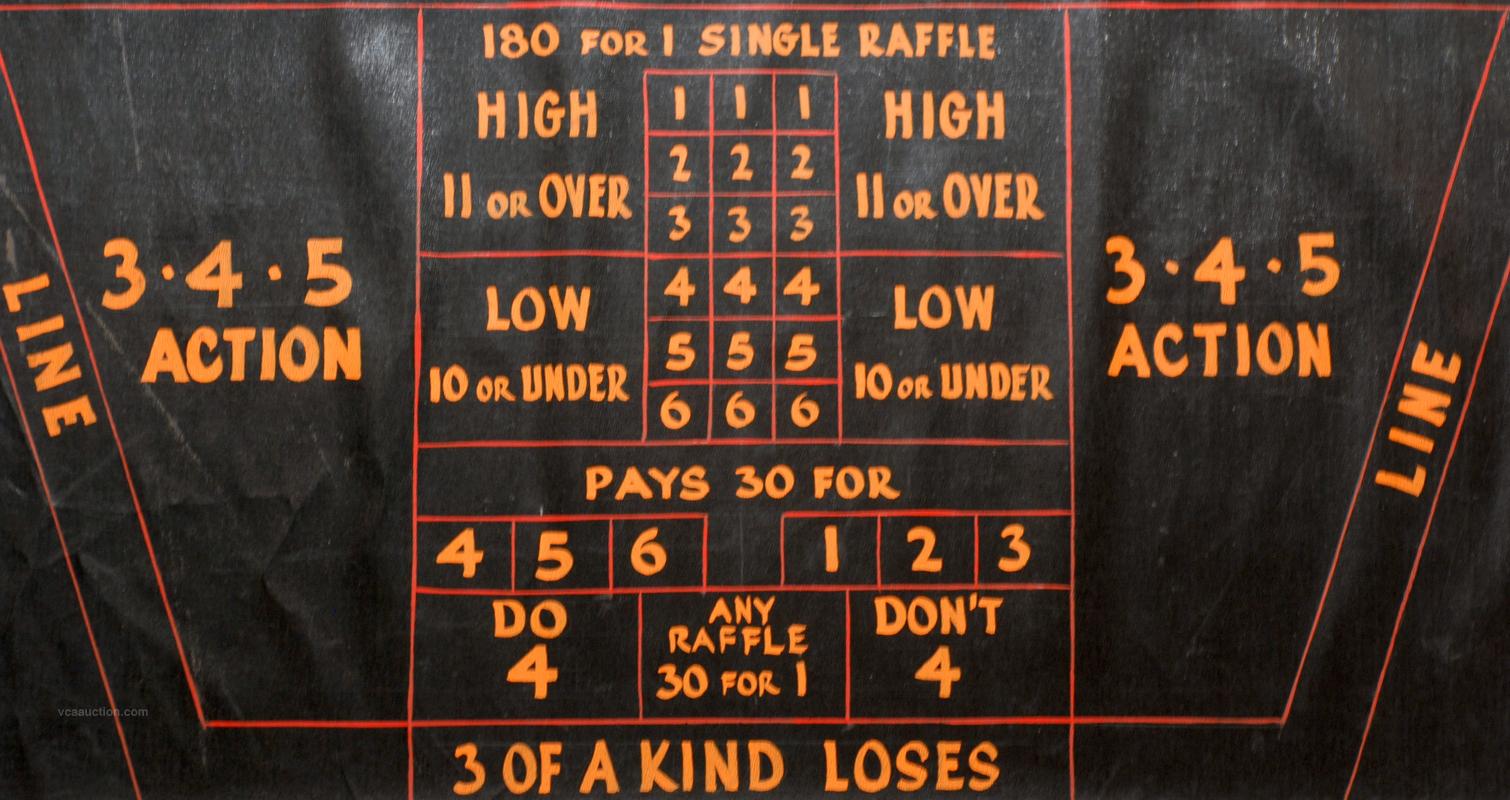 180 FOR 1 SINGLE RAFFLE
HIGH
11 OR OVER
1 1 1
2 2 2
3 3 3
HIGH
11 OR OVER
LOW
10 OR UNDER
4 4 4
5 5 5
6 6 6
LOW
10 OR UNDER
3·4·5
ACTION
3·4·5
ACTION
LINE
LINE
PAYS 30 FOR
4 5 6
1 2 3
DO
4
ANY
RAFFLE
30 FOR 1
DON'T
4
3 OF A KIND LOSES
vcaauction.com